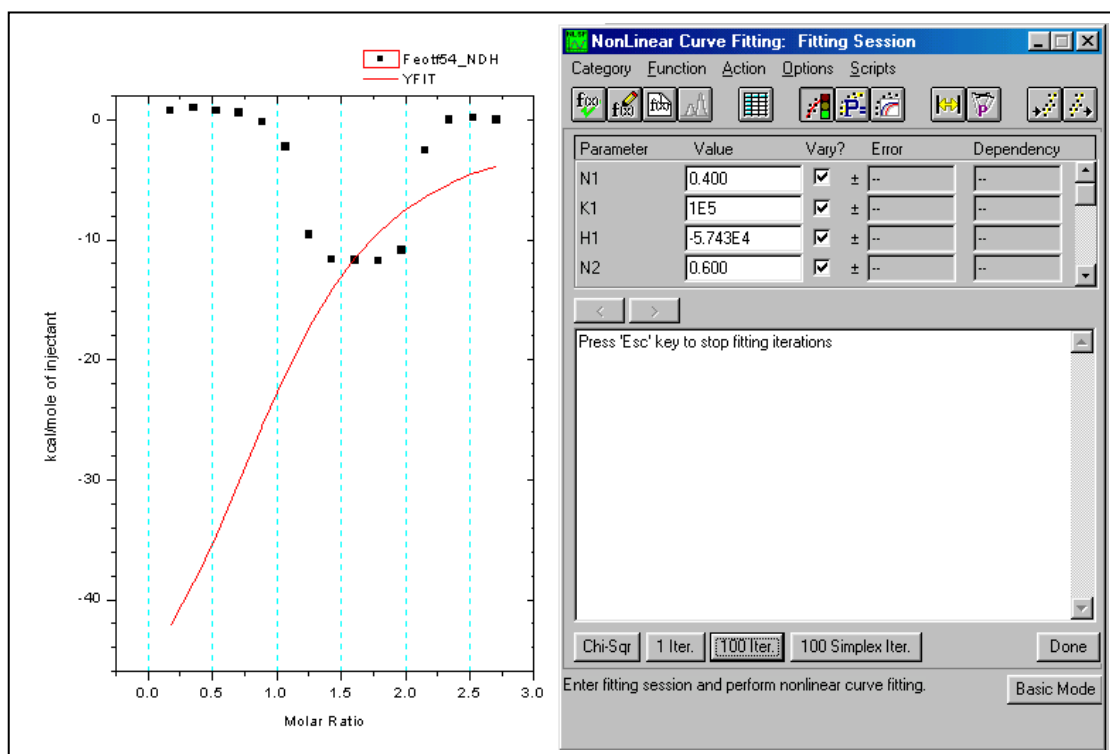 Feotf54_NDH
YFIT
0
-10
-20
-30
-40
kcal/mole of injectant
0.0 0.5 1.0 1.5 2.0 2.5 3.0
Molar Ratio
NLSF
NonLinear Curve Fitting: Fitting Session
Category Function Action Options Scripts
Parameter Value Vary? Error Dependency
N1 0.400 ± -- --
K1 1E5 ± -- --
H1 -5.743E4 ± -- --
N2 0.600 ± -- --
< >
Press 'Esc' key to stop fitting iterations
Chi-Sqr 1 Iter. 100 Iter. 100 Simplex Iter. Done
Enter fitting session and perform nonlinear curve fitting. Basic Mode